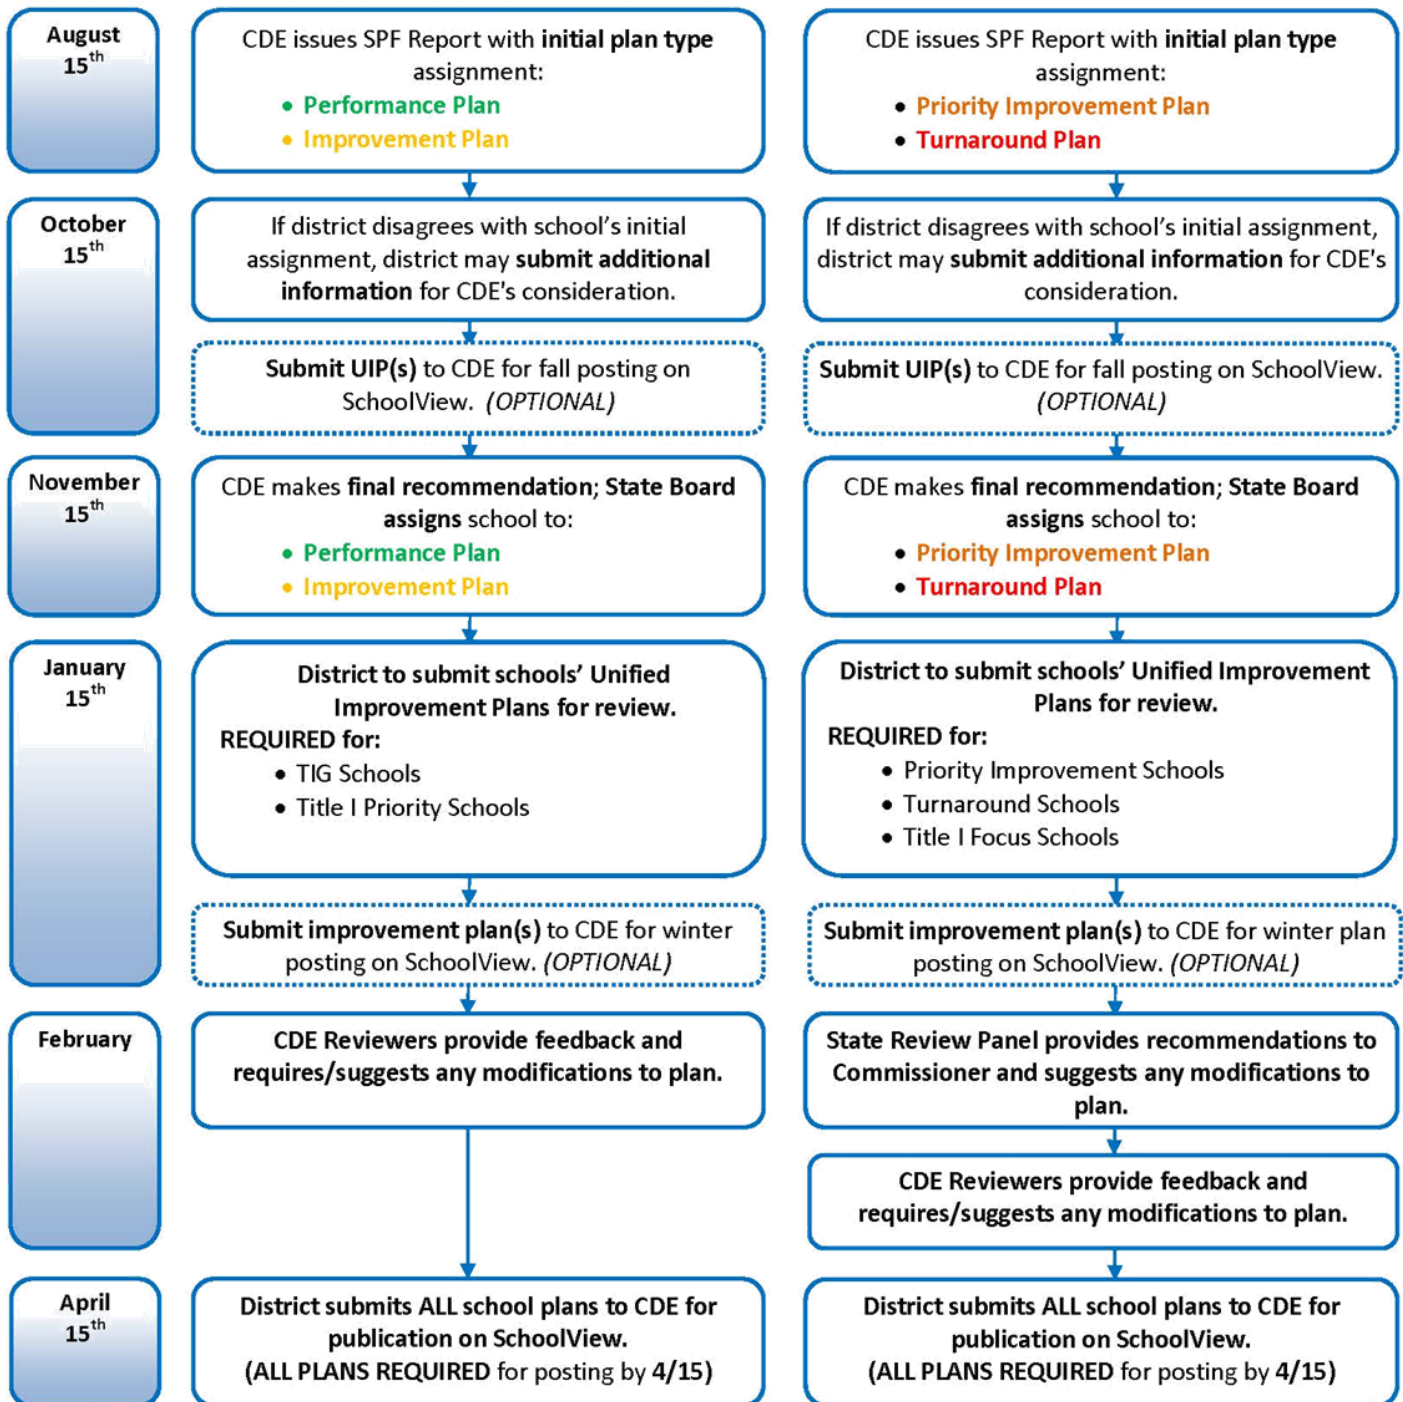 August
15th
CDE issues SPF Report with initial plan type
assignment:
• Performance Plan
• Improvement Plan
CDE issues SPF Report with initial plan type
assignment:
• Priority Improvement Plan
• Turnaround Plan
October
15th
If district disagrees with school’s initial
assignment, district may submit additional
information for CDE's consideration.
If district disagrees with school’s initial assignment,
district may submit additional information for CDE's
consideration.
Submit UIP(s) to CDE for fall posting on
SchoolView. (OPTIONAL)
Submit UIP(s) to CDE for fall posting on SchoolView.
(OPTIONAL)
November
15th
CDE makes final recommendation; State Board
assigns school to:
• Performance Plan
• Improvement Plan
CDE makes final recommendation; State Board
assigns school to:
• Priority Improvement Plan
• Turnaround Plan
January
15th
District to submit schools’ Unified
Improvement Plans for review.
REQUIRED for:
• TIG Schools
• Title I Priority Schools
District to submit schools’ Unified Improvement
Plans for review.
REQUIRED for:
• Priority Improvement Schools
• Turnaround Schools
• Title I Focus Schools
Submit improvement plan(s) to CDE for winter
posting on SchoolView. (OPTIONAL)
Submit improvement plan(s) to CDE for winter plan
posting on SchoolView. (OPTIONAL)
February
CDE Reviewers provide feedback and
requires/suggests any modifications to plan.
State Review Panel provides recommendations to
Commissioner and suggests any modifications to
plan.
CDE Reviewers provide feedback and
requires/suggests any modifications to plan.
April
15th
District submits ALL school plans to CDE for
publication on SchoolView.
(ALL PLANS REQUIRED for posting by 4/15)
District submits ALL school plans to CDE for
publication on SchoolView.
(ALL PLANS REQUIRED for posting by 4/15)